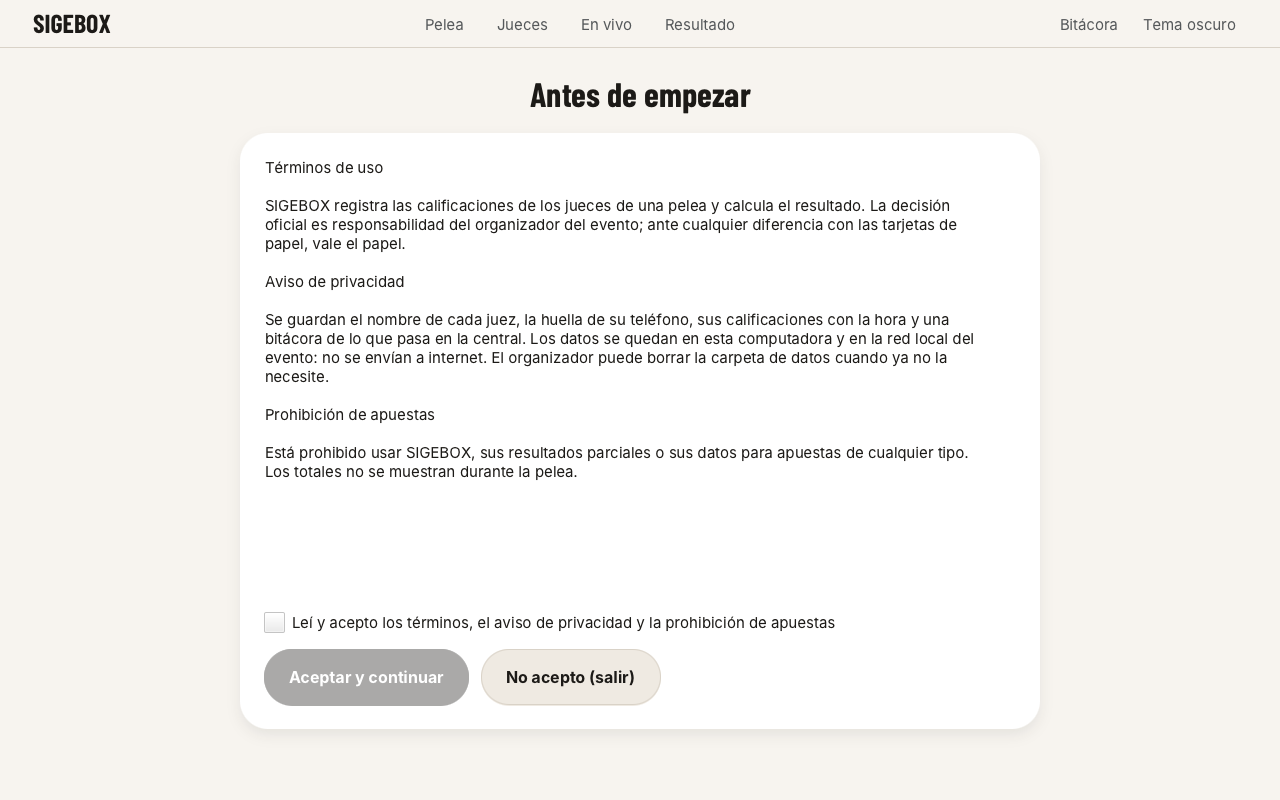 SIGEBOX
Pelea
Jueces
En vivo
Resultado
Bitácora
Tema oscuro
Antes de empezar
Términos de uso
SIGEBOX registra las calificaciones de los jueces de una pelea y calcula el resultado. La decisión
oficial es responsabilidad del organizador del evento; ante cualquier diferencia con las tarjetas de
papel, vale el papel.
Aviso de privacidad
Se guardan el nombre de cada juez, la huella de su teléfono, sus calificaciones con la hora y una
bitácora de lo que pasa en la central. Los datos se quedan en esta computadora y en la red local del
evento: no se envían a internet. El organizador puede borrar la carpeta de datos cuando ya no la
necesite.
Prohibición de apuestas
Está prohibido usar SIGEBOX, sus resultados parciales o sus datos para apuestas de cualquier tipo.
Los totales no se muestran durante la pelea.
Leí y acepto los términos, el aviso de privacidad y la prohibición de apuestas
Aceptar y continuar
No acepto (salir)